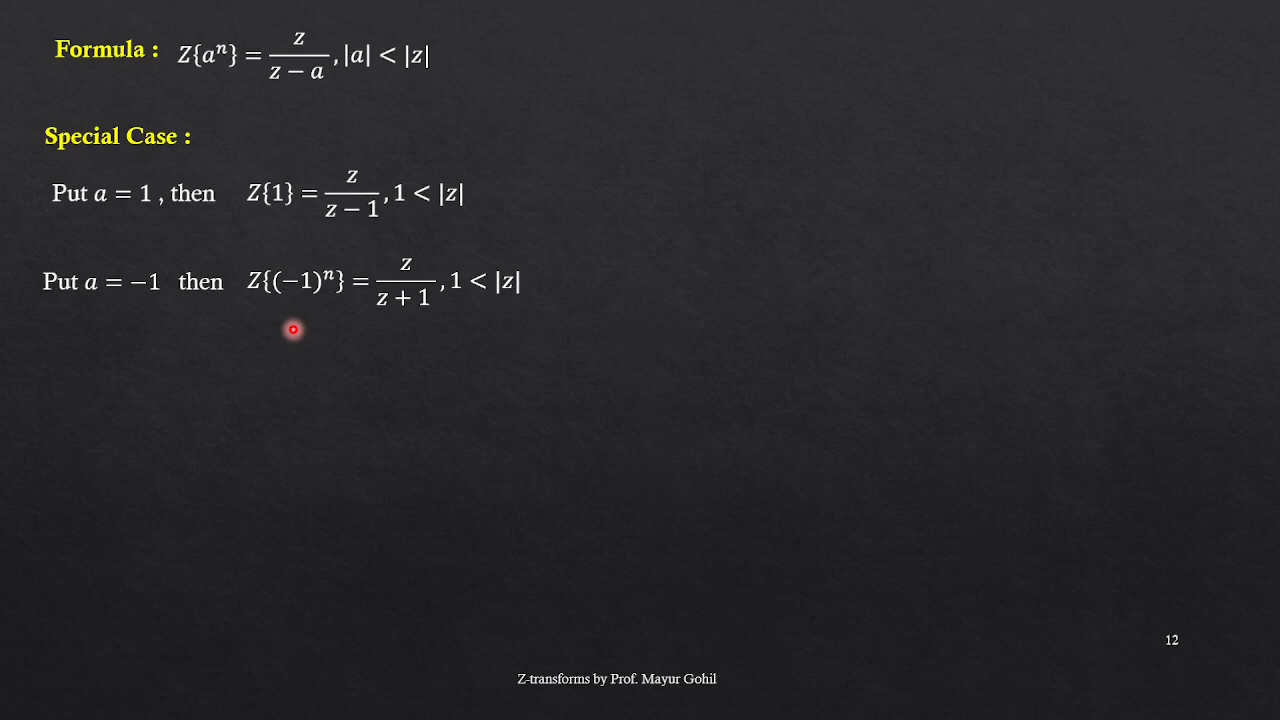 Formula : Z{aⁿ} = z/(z − a), |a| < |z|
Special Case :
Put a = 1 , then Z{1} = z/(z − 1), 1 < |z|
Put a = −1 then Z{(−1)ⁿ} = z/(z + 1), 1 < |z|
12
Z-transforms by Prof. Mayur Gohil